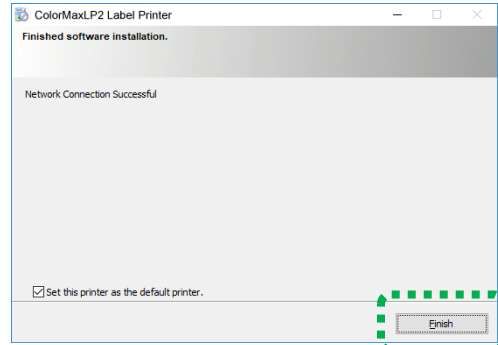 ColorMaxLP2 Label Printer
Finished software installation.
Network Connection Successful
Set this printer as the default printer.
Finish